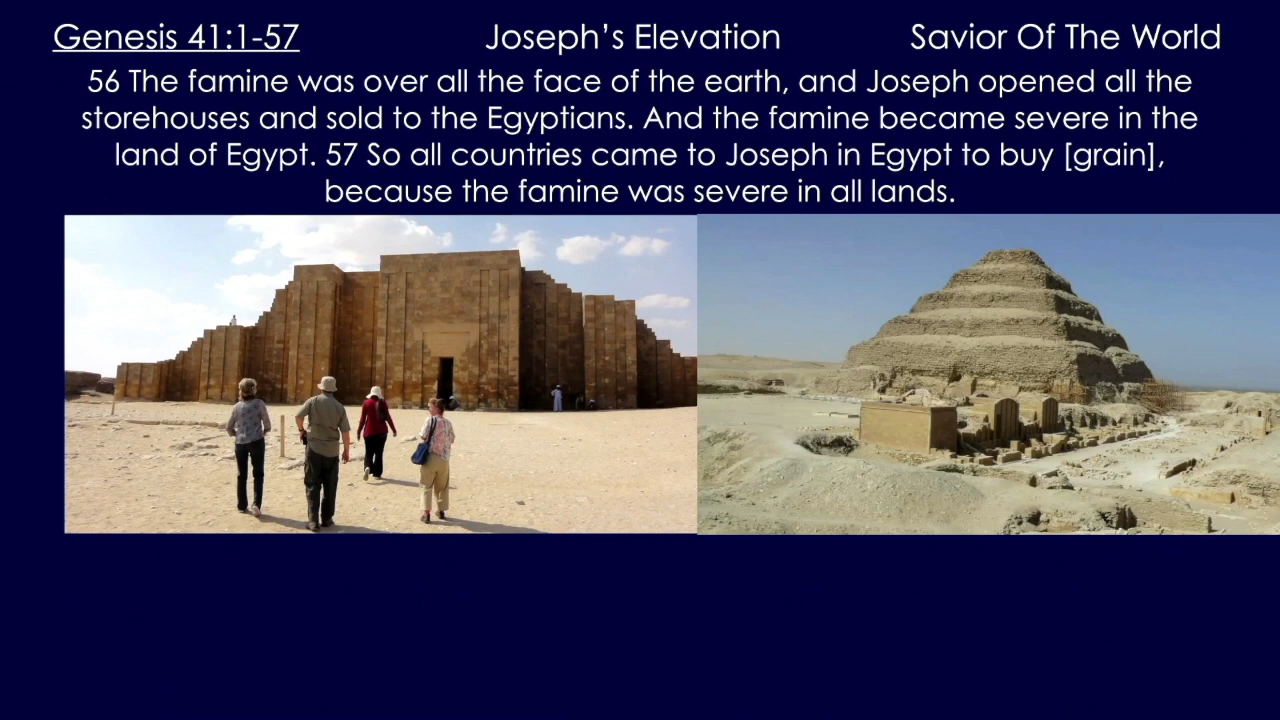 Genesis 41:1-57 Joseph’s Elevation Savior Of The World
56 The famine was over all the face of the earth, and Joseph opened all the
storehouses and sold to the Egyptians. And the famine became severe in the
land of Egypt. 57 So all countries came to Joseph in Egypt to buy [grain],
because the famine was severe in all lands.